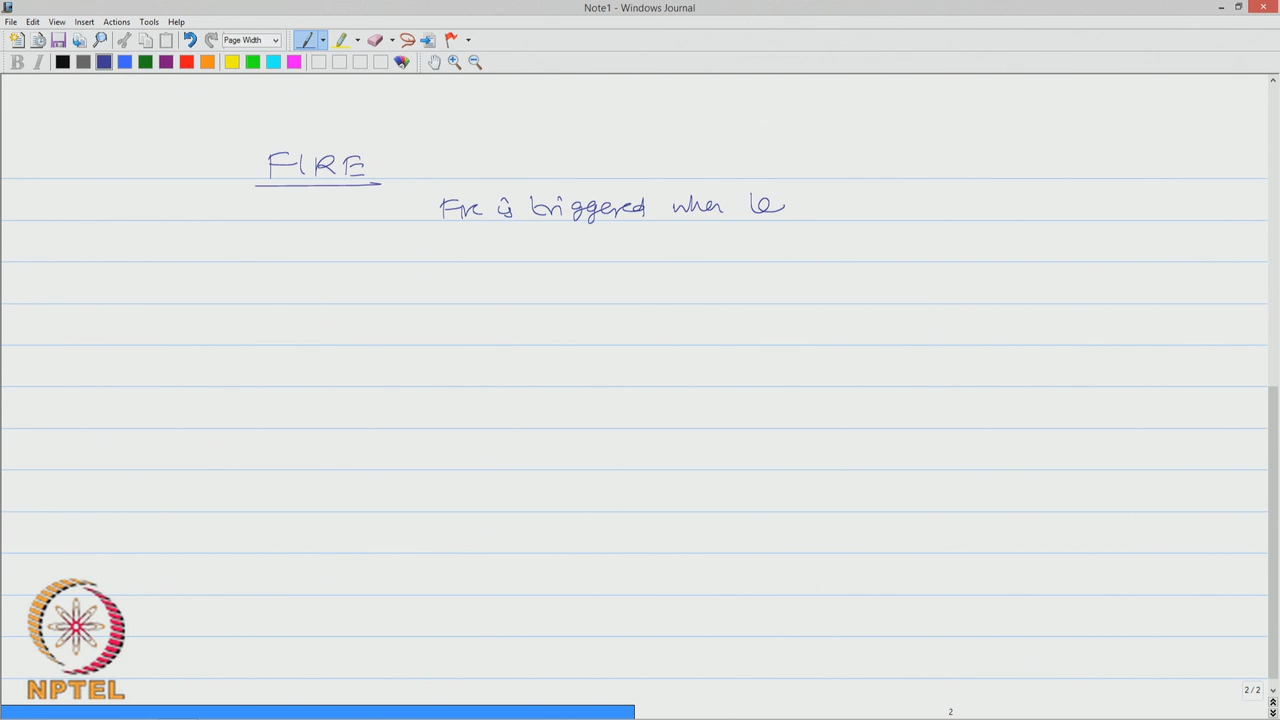 Note1 - Windows Journal
File Edit View Insert Actions Tools Help
Page Width
B I
FIRE
Fire is triggered when
2 / 2
NPTEL
2